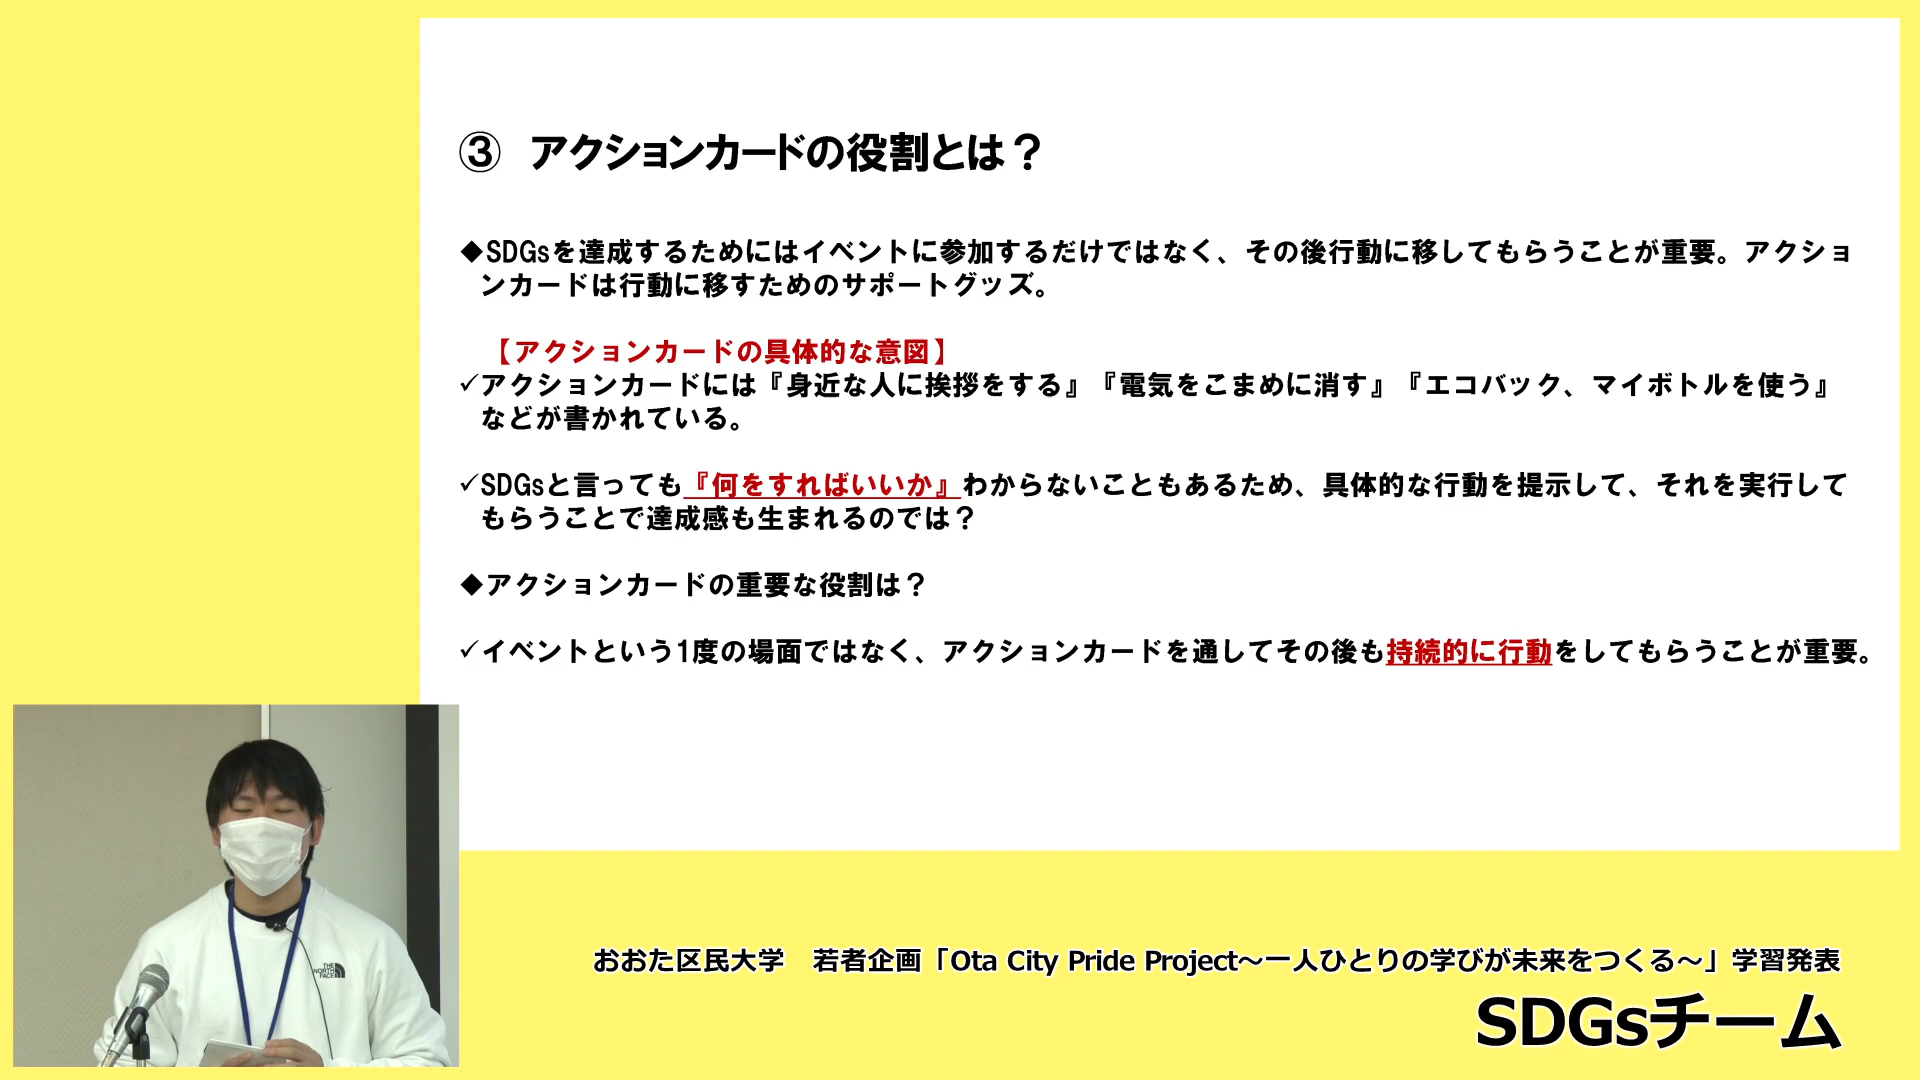 ③ アクションカードの役割とは？
◆SDGsを達成するためにはイベントに参加するだけではなく、その後行動に移してもらうことが重要。アクショ
ンカードは行動に移すためのサポートグッズ。
【アクションカードの具体的な意図】
✓アクションカードには『身近な人に挨拶をする』『電気をこまめに消す』『エコバック、マイボトルを使う』
などが書かれている。
✓SDGsと言っても『何をすればいいか』わからないこともあるため、具体的な行動を提示して、それを実行して
もらうことで達成感も生まれるのでは？
◆アクションカードの重要な役割は？
✓イベントという1度の場面ではなく、アクションカードを通してその後も持続的に行動をしてもらうことが重要。
THE
NORTH
FACE
おおた区民大学　若者企画「Ota City Pride Project～一人ひとりの学びが未来をつくる～」学習発表
SDGsチーム